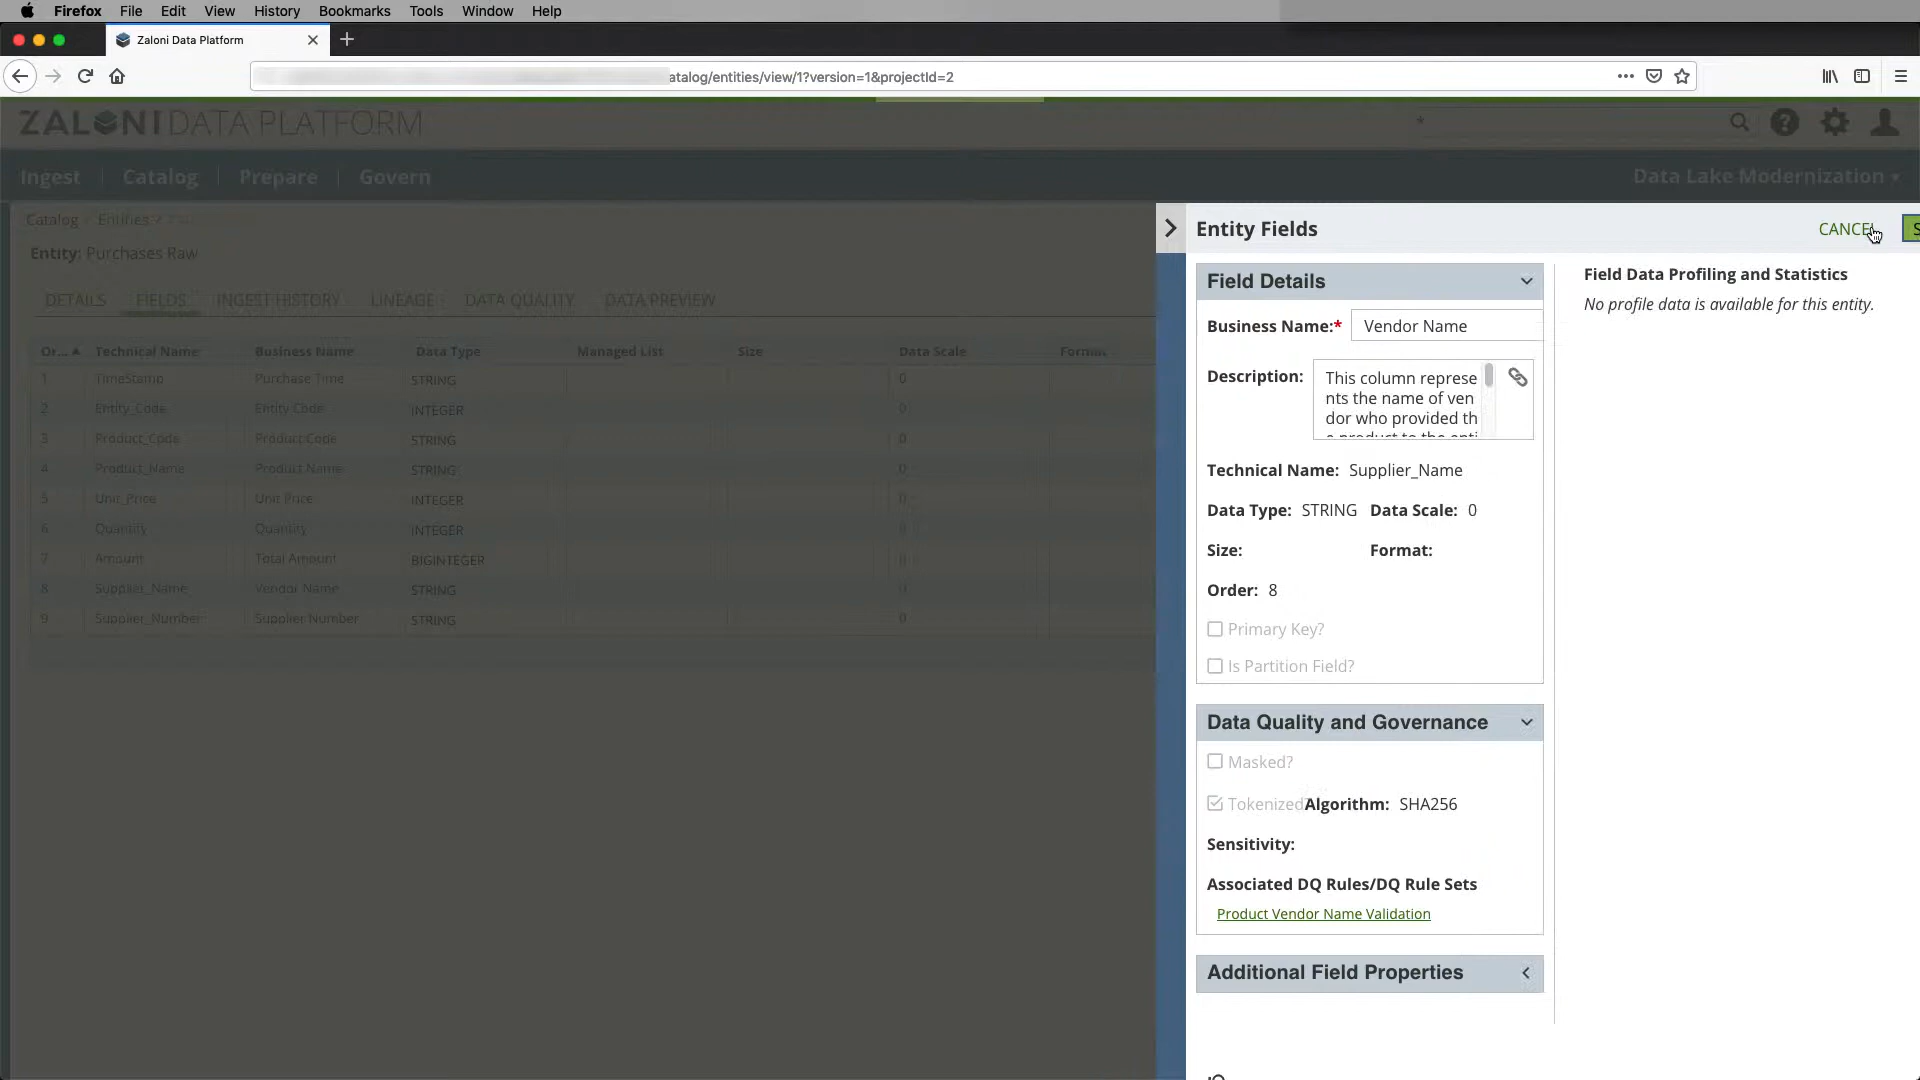 Firefox File Edit View History Bookmarks Tools Window Help
Zaloni Data Platform
atalog/entities/view/1?version=1&projectId=2
ZALONI DATA PLATFORM
*
Ingest Catalog Prepare Govern Data Lake Modernization
Catalog Entities
Entity: Purchases Raw
DETAILS FIELDS INGEST HISTORY LINEAGE DATA QUALITY DATA PREVIEW
Or... Technical Name Business Name Data Type Managed List Size Data Scale Format
1 TimeStamp Purchase Time STRING 0
2 Entity_Code Entity Code INTEGER 0
3 Product_Code Product Code STRING 0
4 Product_Name Product Name STRING 0
5 Unit_Price Unit Price INTEGER 0
6 Quantity Quantity INTEGER 0
7 Amount Total Amount BIGINTEGER 0
8 Supplier_Name Vendor Name STRING 0
9 Supplier_Number Supplier Number STRING 0
Entity Fields
CANCEL
S
Field Details
Business Name:* Vendor Name
Description: This column represe
nts the name of ven
dor who provided th
e product to the enti
Technical Name: Supplier_Name
Data Type: STRING Data Scale: 0
Size: Format:
Order: 8
Primary Key?
Is Partition Field?
Data Quality and Governance
Masked?
Tokenized Algorithm: SHA256
Sensitivity:
Associated DQ Rules/DQ Rule Sets
Product Vendor Name Validation
Additional Field Properties
Field Data Profiling and Statistics
No profile data is available for this entity.